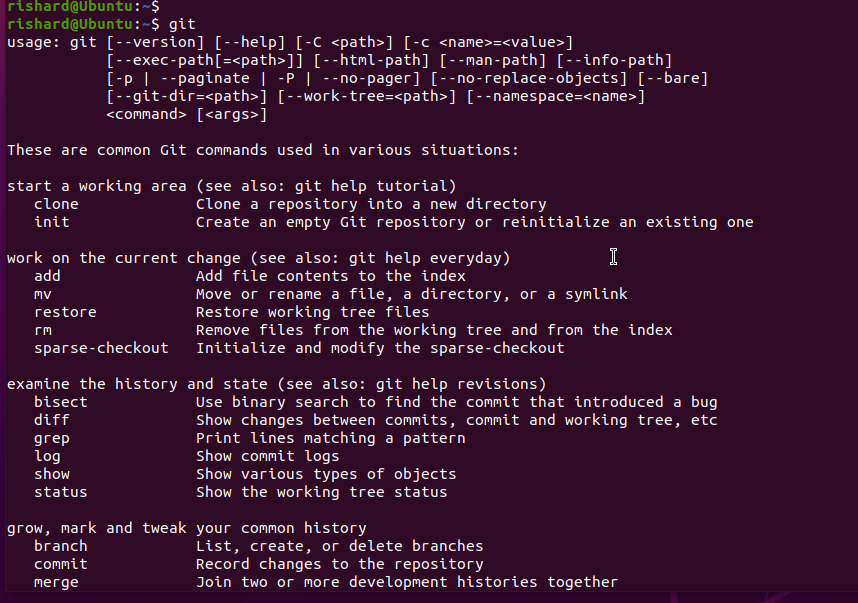 rishard@Ubuntu:~$
rishard@Ubuntu:~$ git
usage: git [--version] [--help] [-C <path>] [-c <name>=<value>]
           [--exec-path[=<path>]] [--html-path] [--man-path] [--info-path]
           [-p | --paginate | -P | --no-pager] [--no-replace-objects] [--bare]
           [--git-dir=<path>] [--work-tree=<path>] [--namespace=<name>]
           <command> [<args>]

These are common Git commands used in various situations:

start a working area (see also: git help tutorial)
   clone             Clone a repository into a new directory
   init              Create an empty Git repository or reinitialize an existing one

work on the current change (see also: git help everyday)
   add               Add file contents to the index
   mv                Move or rename a file, a directory, or a symlink
   restore           Restore working tree files
   rm                Remove files from the working tree and from the index
   sparse-checkout   Initialize and modify the sparse-checkout

examine the history and state (see also: git help revisions)
   bisect            Use binary search to find the commit that introduced a bug
   diff              Show changes between commits, commit and working tree, etc
   grep              Print lines matching a pattern
   log               Show commit logs
   show              Show various types of objects
   status            Show the working tree status

grow, mark and tweak your common history
   branch            List, create, or delete branches
   commit            Record changes to the repository
   merge             Join two or more development histories together